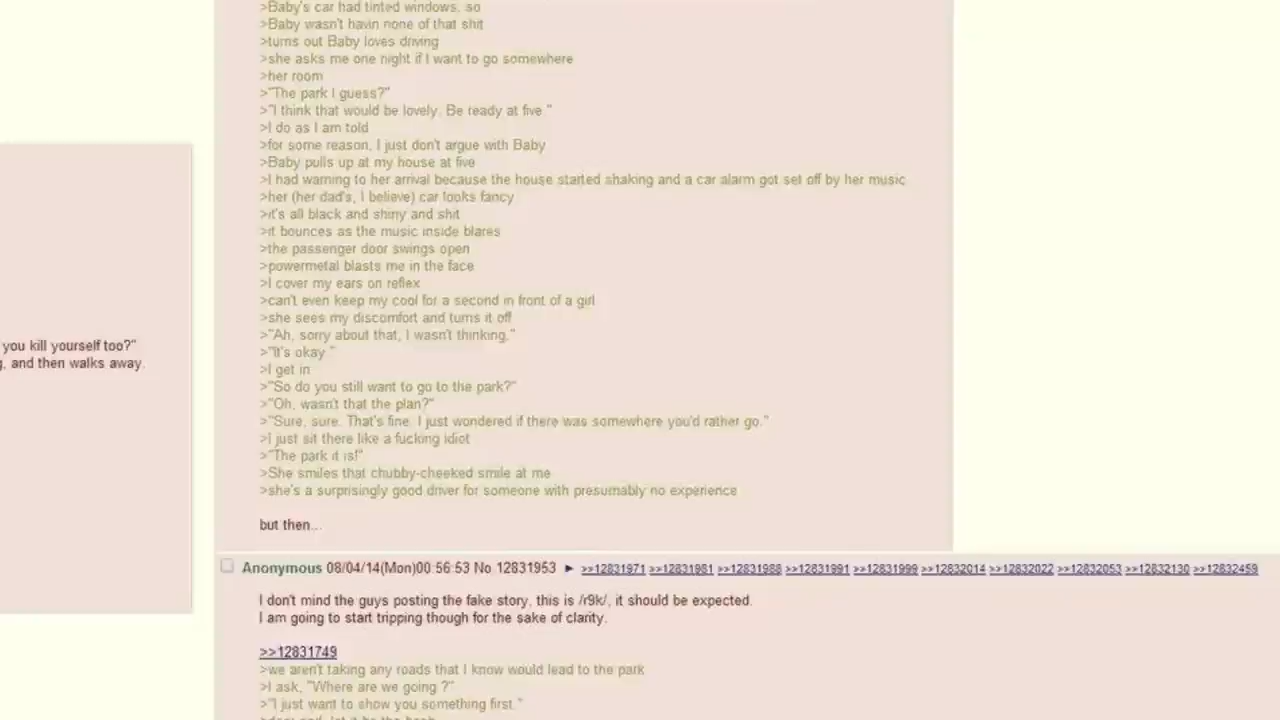 >Baby's car had tinted windows, so
>Baby wasn't havin none of that shit
>turns out Baby loves driving
>she asks me one night if I want to go somewhere
>her room
>"The park I guess?"
>"I think that would be lovely. Be ready at five."
>I do as I am told
>for some reason, I just don't argue with Baby
>Baby pulls up at my house at five
>I had warning to her arrival because the house started shaking and a car alarm got set off by her music
>her (her dad's, I believe) car looks fancy
>it's all black and shiny and shit
>it bounces as the music inside blares
>the passenger door swings open
>powermetal blasts me in the face
>I cover my ears on reflex
>can't even keep my cool for a second in front of a girl
>she sees my discomfort and turns it off
>"Ah, sorry about that, I wasn't thinking."
>"It's okay."
>I get in
>"So do you still want to go to the park?"
>"Oh, wasn't that the plan?"
>"Sure, sure. That's fine. I just wondered if there was somewhere you'd rather go."
>I just sit there like a fucking idiot
>"The park it is!"
>She smiles that chubby-cheeked smile at me
>she's a surprisingly good driver for someone with presumably no experience
but then...
you kill yourself too?"
g, and then walks away.
Anonymous 08/04/14(Mon)00:56:53 No.12831953 ► >>12831971 >>12831981 >>12831988 >>12831991 >>12831999 >>12832014 >>12832022 >>12832053 >>12832130 >>12832459
I don't mind the guys posting the fake story, this is /r9k/, it should be expected.
I am going to start tripping though for the sake of clarity.
>>12831749
>we aren't taking any roads that I know would lead to the park
>I ask, "Where are we going ?"
>"I just want to show you something first."